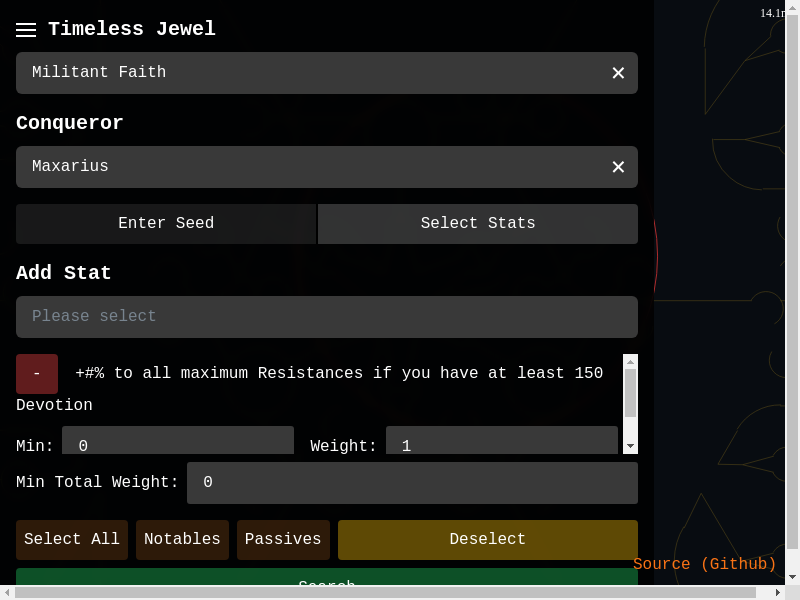 Timeless Jewel
14.1
Militant Faith
Conqueror
Maxarius
Enter Seed
Select Stats
Add Stat
Please select
- +#% to all maximum Resistances if you have at least 150
Devotion
Min: 0
Weight: 1
Min Total Weight: 0
Select All
Notables
Passives
Deselect
Source (Github)
Search